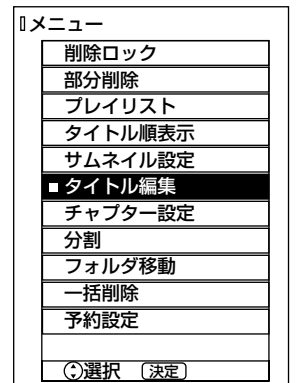 メニュー
削除ロック
部分削除
プレイリスト
タイトル順表示
サムネイル設定
タイトル編集
チャプター設定
分割
フォルダ移動
一括削除
予約設定
選択 決定